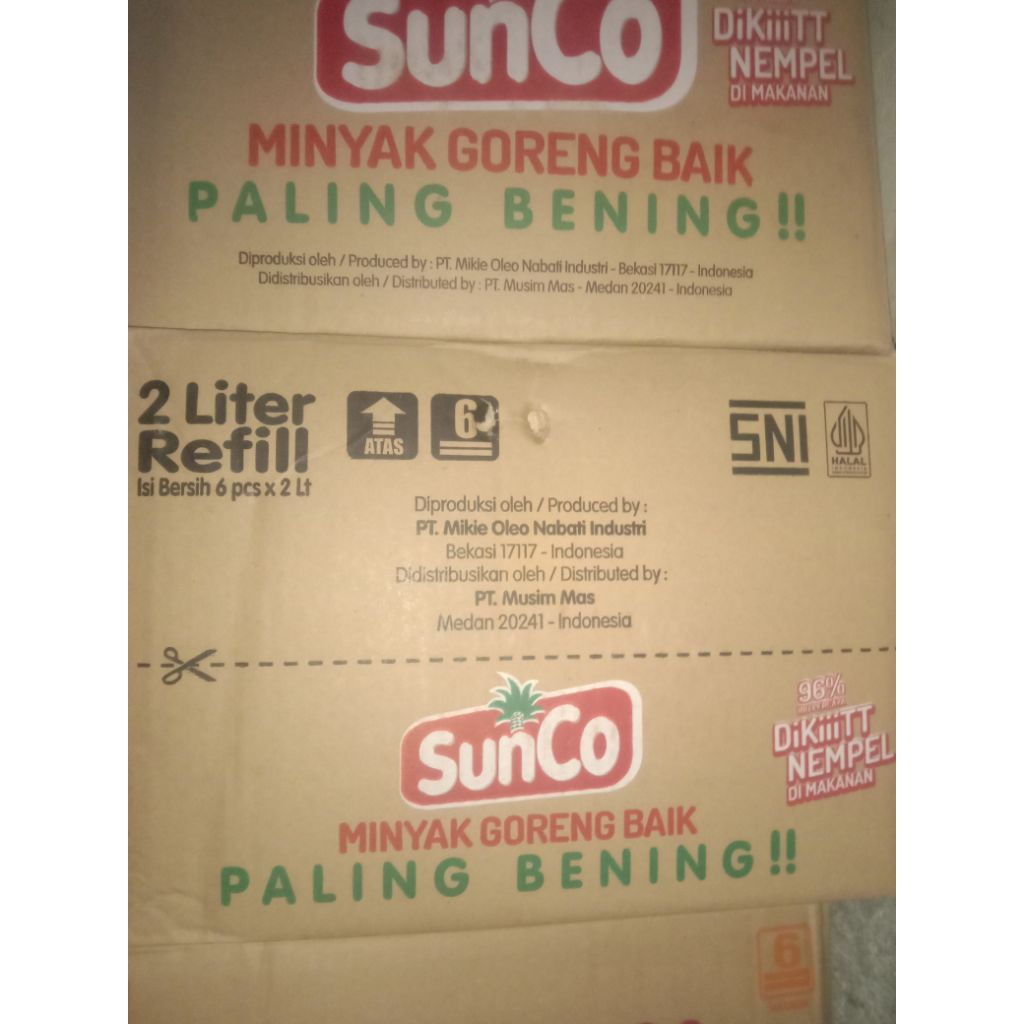 SunCo
DiKiiiTT
NEMPEL
DI MAKANAN
MINYAK GORENG BAIK
PALING BENING!!
Diproduksi oleh / Produced by : PT. Mikie Oleo Nabati Industri - Bekasi 17117 - Indonesia
Didistribusikan oleh / Distributed by : PT. Musim Mas - Medan 20241 - Indonesia
2 Liter
Refill
Isi Bersih 6 pcs x 2 Lt
ATAS
6
SNI
HALAL
INDONESIA
Diproduksi oleh / Produced by :
PT. Mikie Oleo Nabati Industri
Bekasi 17117 - Indonesia
Didistribusikan oleh / Distributed by :
PT. Musim Mas
Medan 20241 - Indonesia
SunCo
96%
DiKiiiTT
NEMPEL
DI MAKANAN
MINYAK GORENG BAIK
PALING BENING!!
6